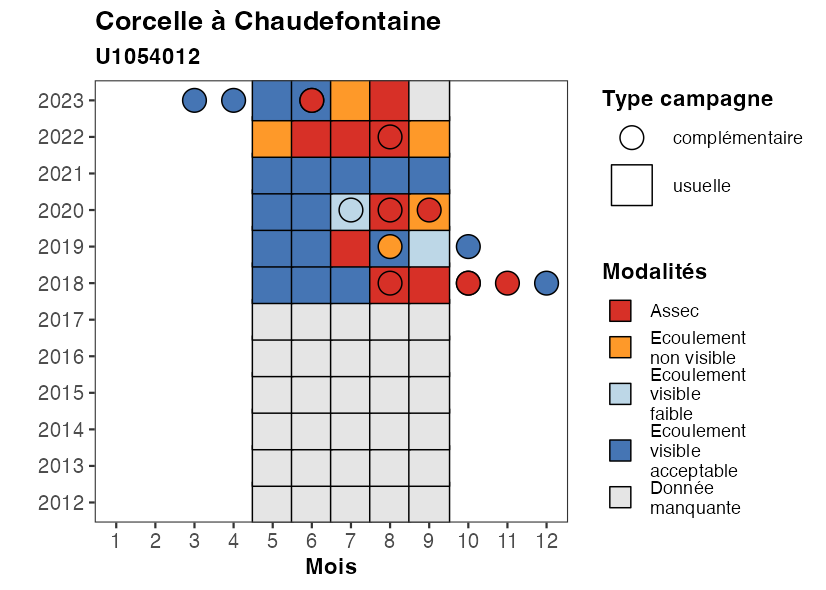 Corcelle à Chaudefontaine
U1054012
2023
2022
2021
2020
2019
2018
2017
2016
2015
2014
2013
2012
1 2 3 4 5 6 7 8 9 10 11 12
Mois
Type campagne
complémentaire
usuelle
Modalités
Assec
Ecoulement
non visible
Ecoulement
visible
faible
Ecoulement
visible
acceptable
Donnée
manquante